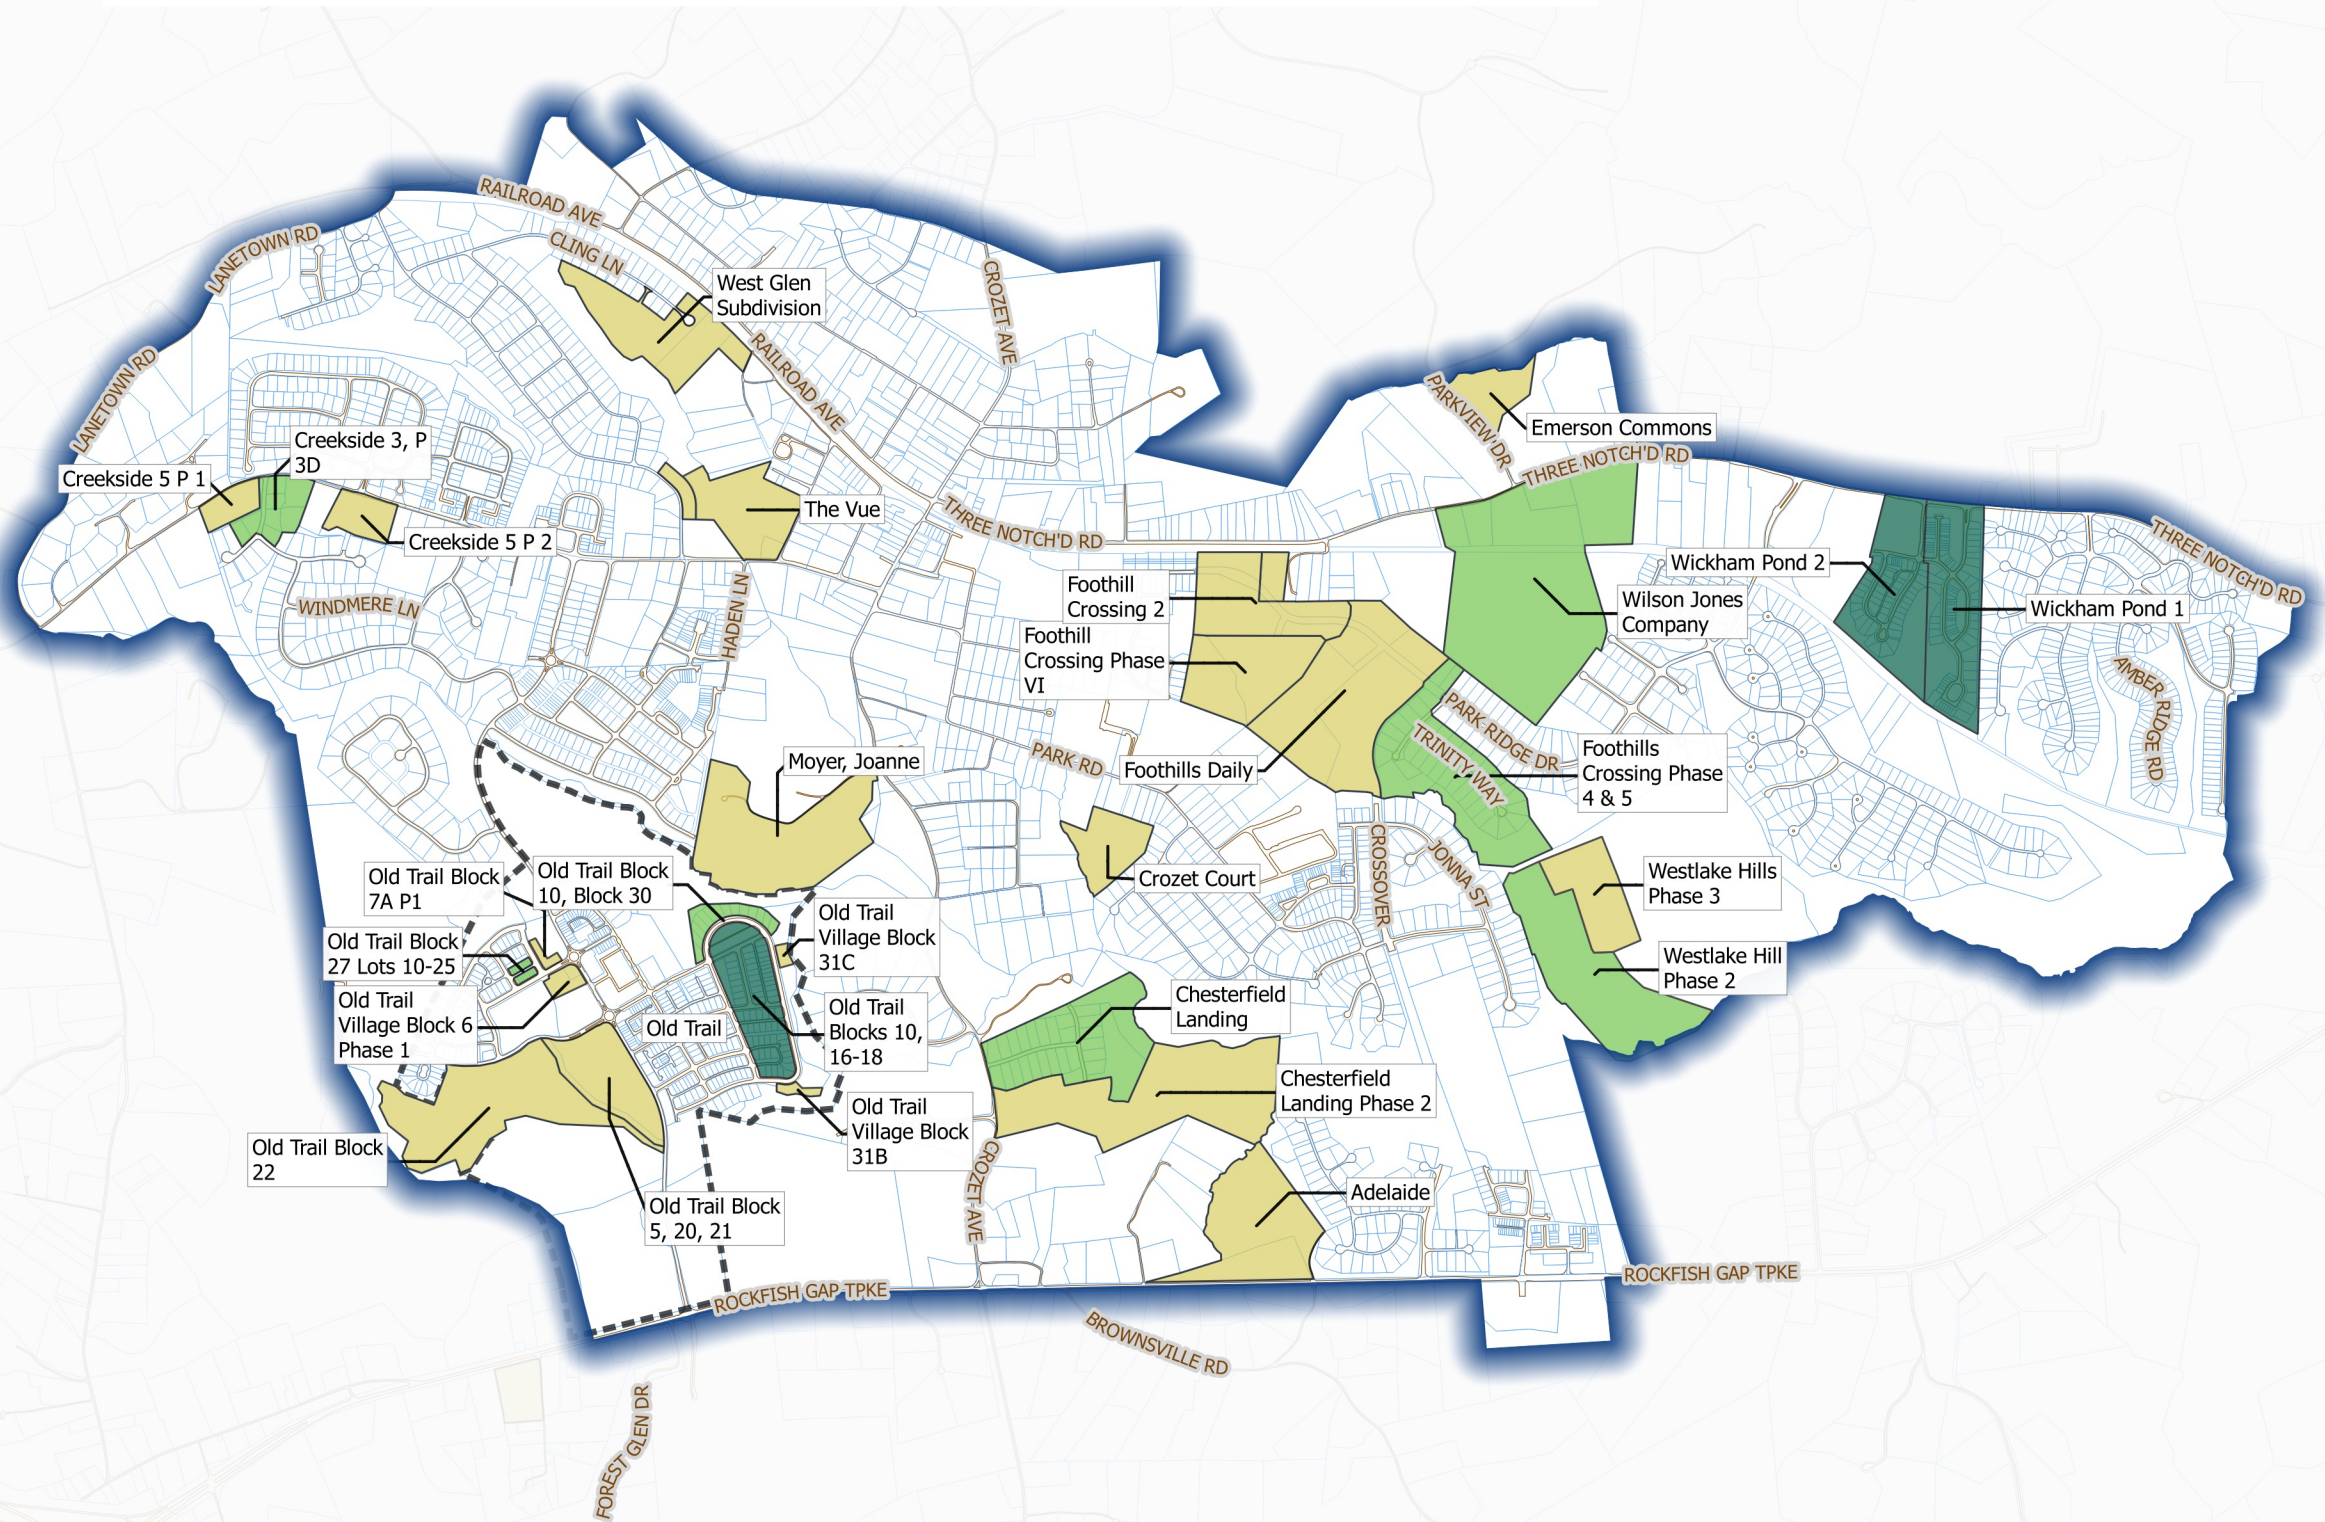 RAILROAD AVE
LANETOWN RD
CLING LN
CROZET AVE
West Glen
Subdivision
RAILROAD AVE
LANETOWN RD
PARKVIEW DR
Emerson Commons
THREE NOTCH'D RD
Creekside 3, P
3D
Creekside 5 P 1
The Vue
THREE NOTCH'D RD
Creekside 5 P 2
THREE NOTCH'D RD
Wickham Pond 2
Wickham Pond 1
Foothill
Crossing 2
Wilson Jones
Company
WINDMERE LN
HADEN LN
Foothill
Crossing Phase
VI
AMBER RIDGE RD
PARK RIDGE DR
TRINITY WAY
PARK RD
Moyer, Joanne
Foothills Daily
Foothills
Crossing Phase
4 & 5
CROSSOVER
JONNA ST
Old Trail Block
7A P1
Old Trail Block
10, Block 30
Crozet Court
Westlake Hills
Phase 3
Old Trail
Village Block
31C
Old Trail Block
27 Lots 10-25
Westlake Hill
Phase 2
Old Trail
Village Block 6
Phase 1
Old Trail
Old Trail
Blocks 10,
16-18
Chesterfield
Landing
Chesterfield
Landing Phase 2
Old Trail
Village Block
31B
Old Trail Block
22
CROZET AVE
Old Trail Block
5, 20, 21
Adelaide
ROCKFISH GAP TPKE
ROCKFISH GAP TPKE
BROWNSVILLE RD
FOREST GLEN DR